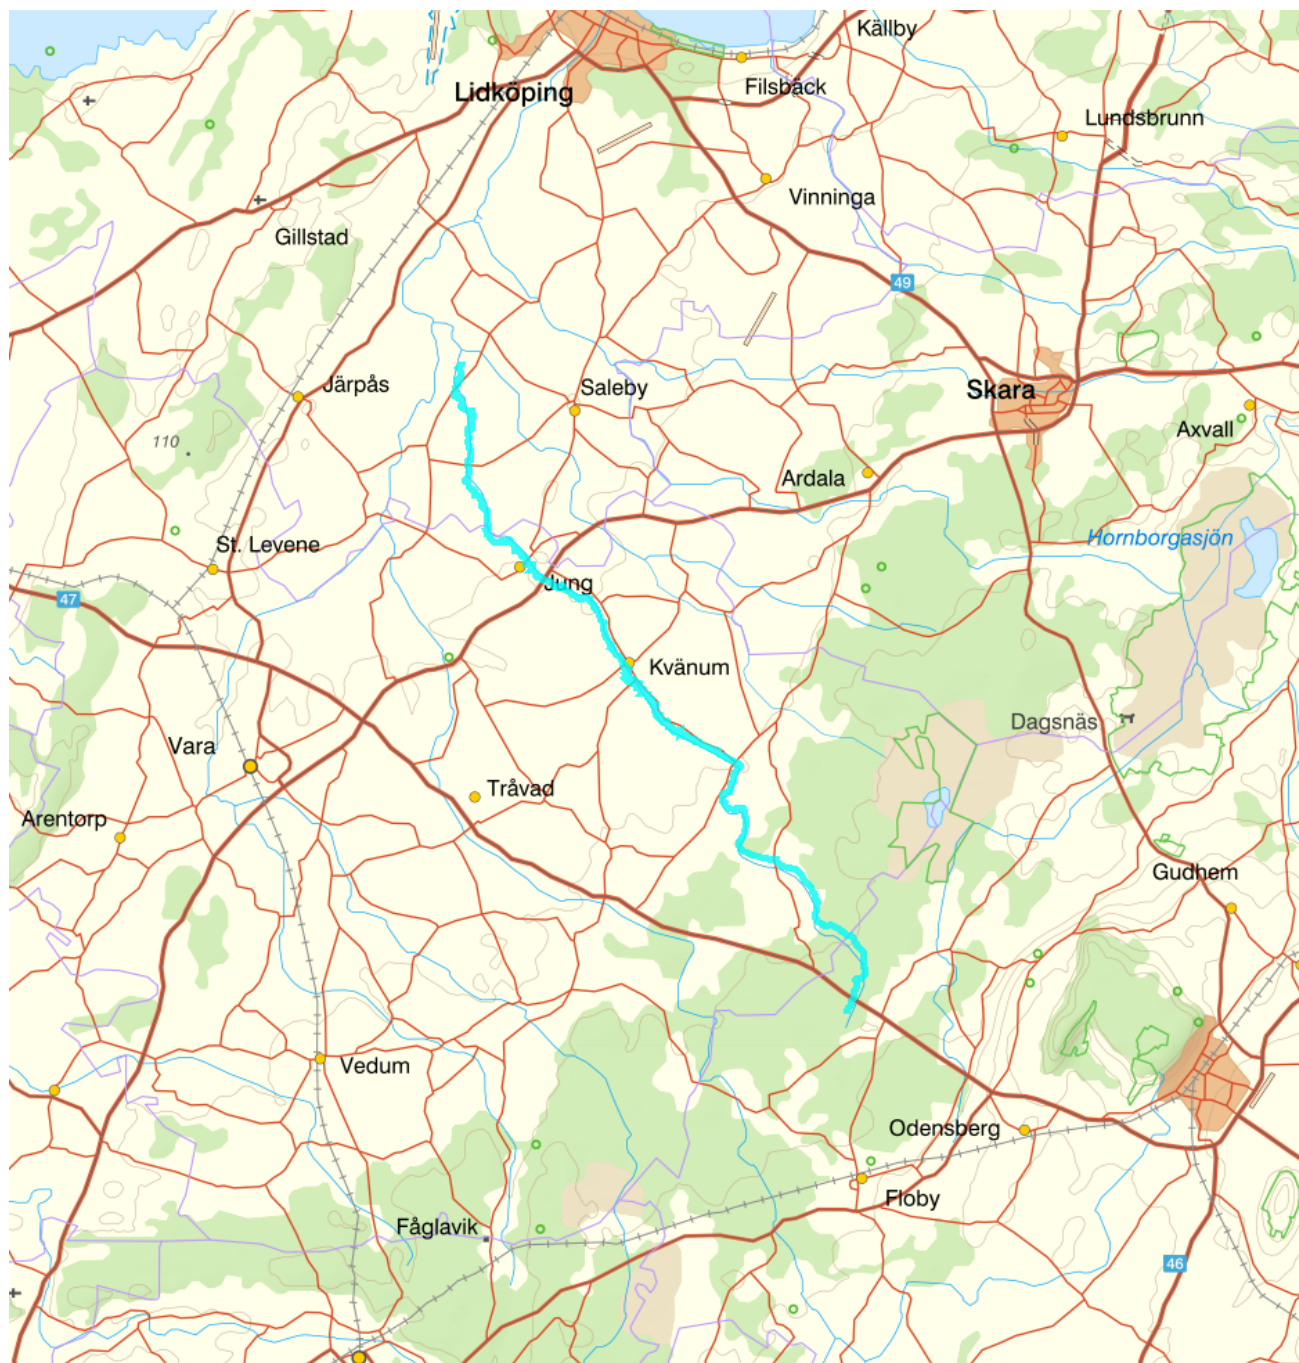 Källby
Filsbäck
Lidköping
Lundsbrunn
Vinninga
Gillstad
49
Järpås
Saleby
Skara
Axvall
110
Ardala
Hornborgasjön
St. Levene
Jung
47
Kvänum
Dagsnäs
Vara
Tråvad
Arentorp
Gudhem
Vedum
Odensberg
Floby
Fåglavik
46